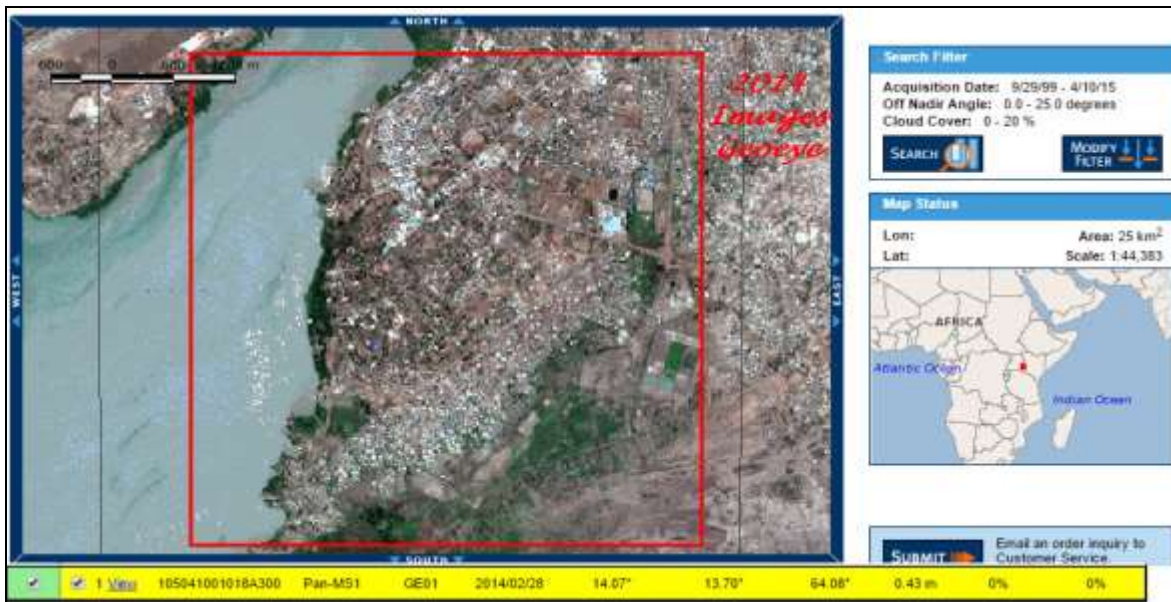 NORTH
600 0 600 1200 m
2014
Images
Geoeye
WEST
EAST
SOUTH
Search Filter
Acquisition Date: 9/29/99 - 4/10/15
Off Nadir Angle: 0.0 - 25.0 degrees
Cloud Cover: 0 - 20 %
SEARCH
MODIFY FILTER
Map Status
Lon: Area: 25 km²
Lat: Scale: 1:44,383
AFRICA
Atlantic Ocean
Indian Ocean
SUBMIT
Email an order inquiry to
Customer Service.
1 View 105041001018A300 Pan-MS1 GE01 2014/02/28 14.07° 13.70° 64.08° 0.43 m 0% 0%